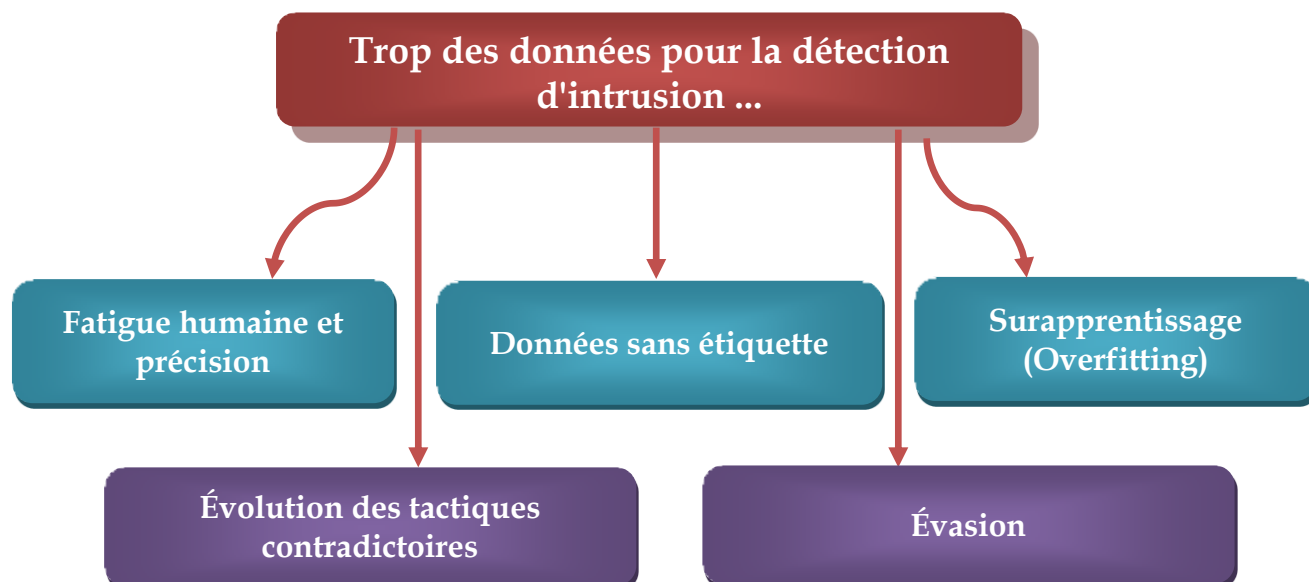 Trop des données pour la détection
d'intrusion ...
Fatigue humaine et
précision
Données sans étiquette
Surapprentissage
(Overfitting)
Évolution des tactiques
contradictoires
Évasion